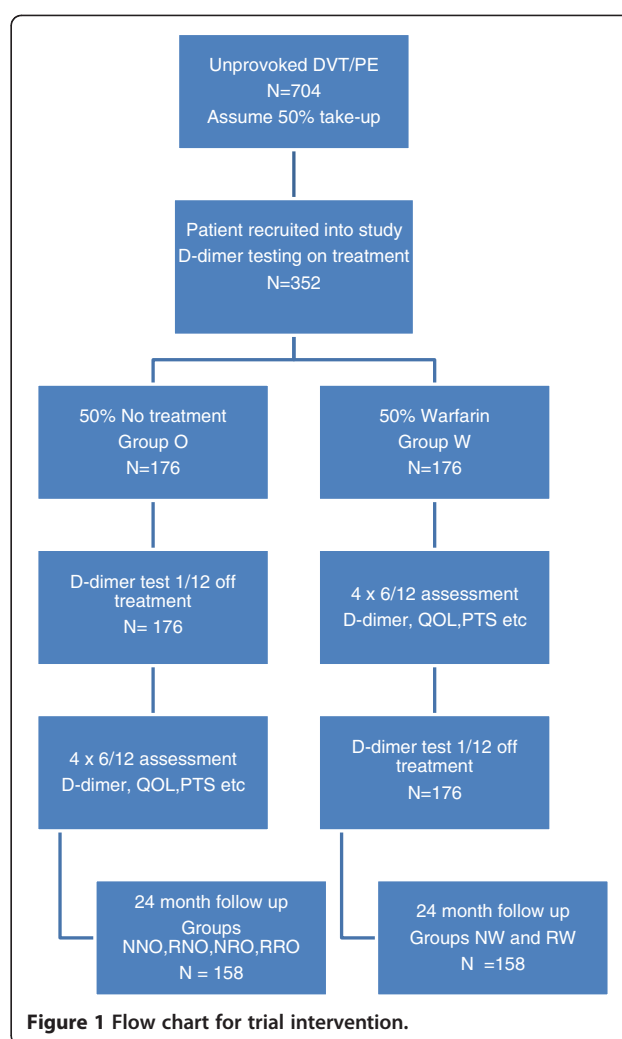 Unprovoked DVT/PE
N=704
Assume 50% take-up
Patient recruited into study
D-dimer testing on treatment
N=352
50% No treatment
Group O
N=176
50% Warfarin
Group W
N=176
D-dimer test 1/12 off
treatment
N= 176
4 x 6/12 assessment
D-dimer, QOL,PTS etc
4 x 6/12 assessment
D-dimer, QOL,PTS etc
D-dimer test 1/12 off
treatment
N=176
24 month follow up
Groups
NNO,RNO,NRO,RRO
N = 158
24 month follow up
Groups NW and RW
N =158
Figure 1 Flow chart for trial intervention.